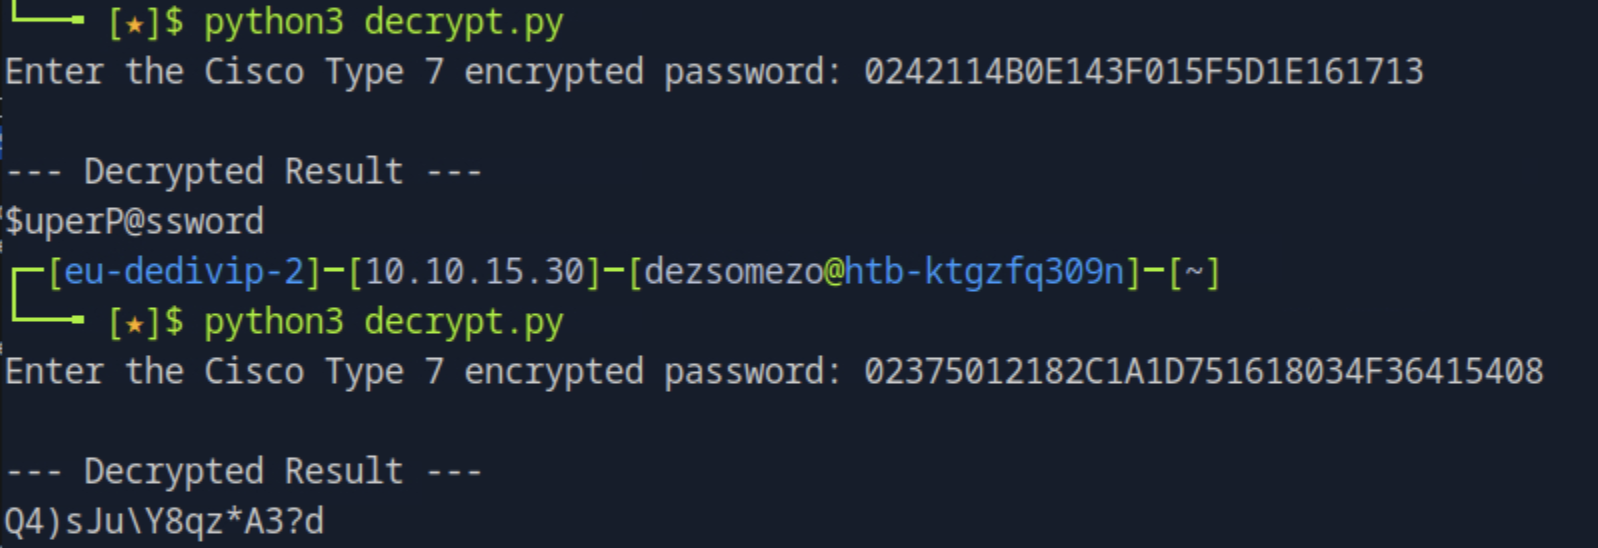 [★]$ python3 decrypt.py
Enter the Cisco Type 7 encrypted password: 0242114B0E143F015F5D1E161713
--- Decrypted Result ---
$uperP@ssword
[eu-dedivip-2]-[10.10.15.30]-[dezsomezo@htb-ktgzfq309n]-[~]
[★]$ python3 decrypt.py
Enter the Cisco Type 7 encrypted password: 02375012182C1A1D751618034F36415408
--- Decrypted Result ---
Q4)sJu\Y8qz*A3?d